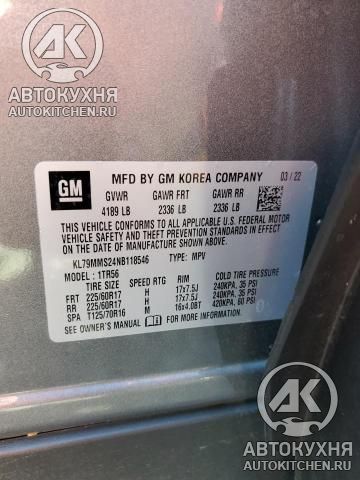 АК
АВТОКУХНЯ
AUTOKITCHEN.RU
GM
MFD BY GM KOREA COMPANY
03 / 22
GVWR GAWR FRT GAWR RR
4189 LB 2336 LB 2336 LB
THIS VEHICLE CONFORMS TO ALL APPLICABLE U.S. FEDERAL MOTOR
VEHICLE SAFETY, BUMPER, AND THEFT PREVENTION STANDARDS IN EFFECT
ON THE DATE OF MANUFACTURE SHOWN ABOVE.
KL79MMS24NB118546 TYPE: MPV
MODEL : 1TR56
TIRE SIZE SPEED RTG RIM COLD TIRE PRESSURE
FRT 225/60R17 H 17x7.5J 240KPA, 35 PSI
RR 225/60R17 H 17x7.5J 240KPA, 35 PSI
SPA T125/70R16 M 16x4.0BT 420KPA, 60 PSI
SEE OWNER'S MANUAL FOR ADDITIONAL INFORMATION.
АК
АВТОКУХНЯ
AUTOKITCHEN.RU